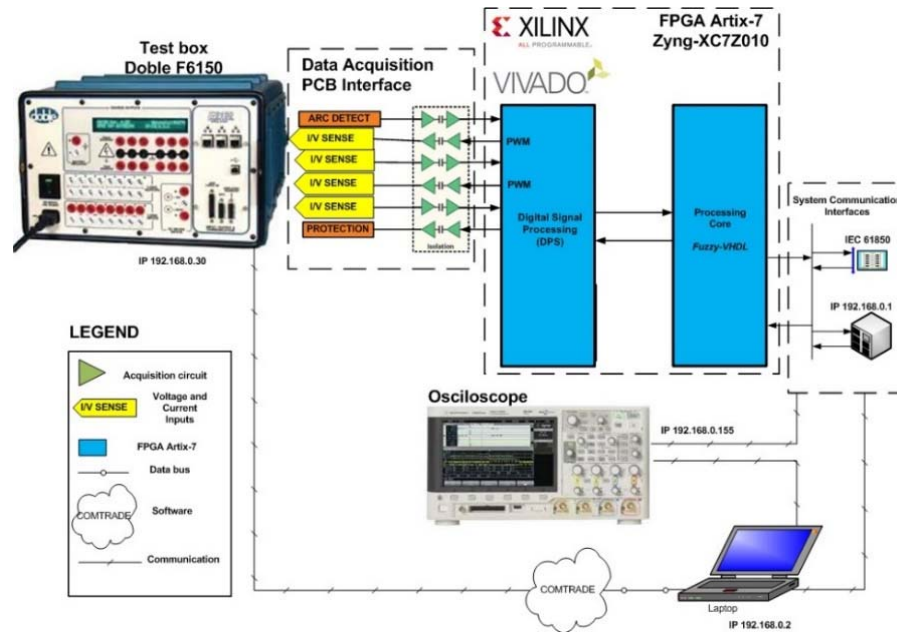 Test box
Doble F6150
doble
IP 192.168.0.30
Data Acquisition
PCB Interface
ARC DETECT
I/V SENSE
I/V SENSE
I/V SENSE
I/V SENSE
PROTECTION
Isolation
XILINX
ALL PROGRAMMABLE.
VIVADO
FPGA Artix-7
Zyng-XC7Z010
PWM
PWM
Digital Signal
Processing
(DPS)
Processing
Core
Fuzzy-VHDL
System Communication
Interfaces
IEC 61850
IP 192.168.0.1
LEGEND
Acquisition circuit
I/V SENSE
Voltage and
Current
Inputs
FPGA Artix-7
Data bus
COMTRADE
Software
Communication
Osciloscope
IP 192.168.0.155
COMTRADE
Laptop
IP 192.168.0.2